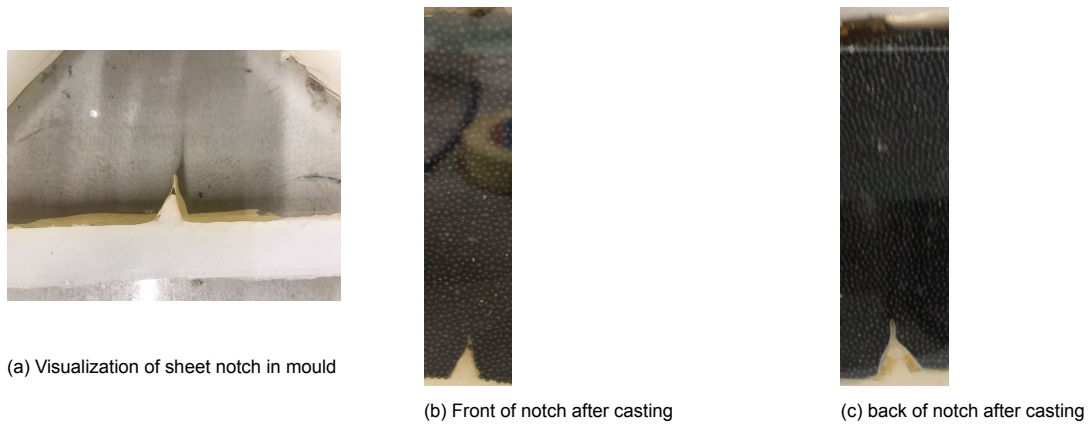 (a) Visualization of sheet notch in mould
(b) Front of notch after casting
(c) back of notch after casting